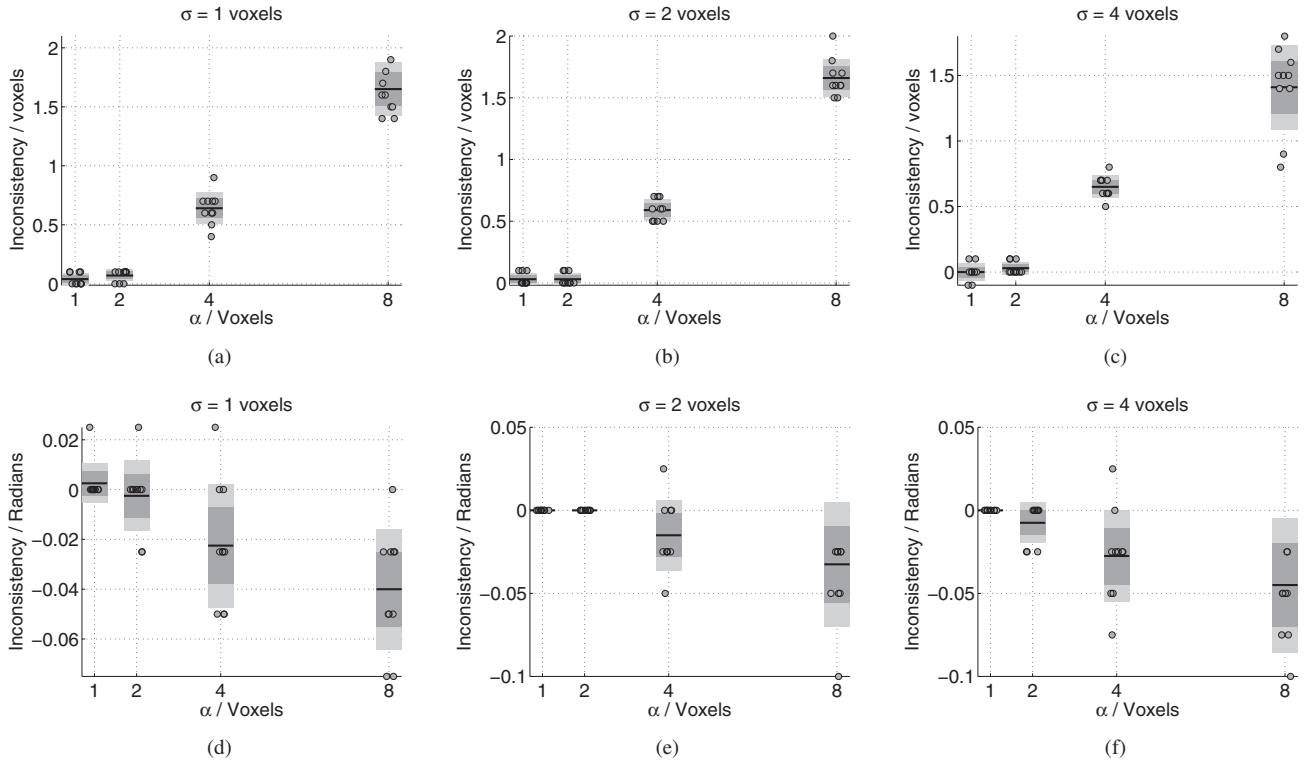 σ = 1 voxels
σ = 2 voxels
σ = 4 voxels
Inconsistency / voxels
2
1.5
1
0.5
0
1 2 4 8
α / Voxels
(a)
Inconsistency / voxels
2
1.5
1
0.5
0
1 2 4 8
α / Voxels
(b)
Inconsistency / voxels
1.5
1
0.5
0
1 2 4 8
α / Voxels
(c)
σ = 1 voxels
σ = 2 voxels
σ = 4 voxels
Inconsistency / Radians
0.02
0
−0.02
−0.04
−0.06
1 2 4 8
α / Voxels
(d)
Inconsistency / Radians
0.05
0
−0.05
−0.1
1 2 4 8
α / Voxels
(e)
Inconsistency / Radians
0.05
0
−0.05
−0.1
1 2 4 8
α / Voxels
(f)